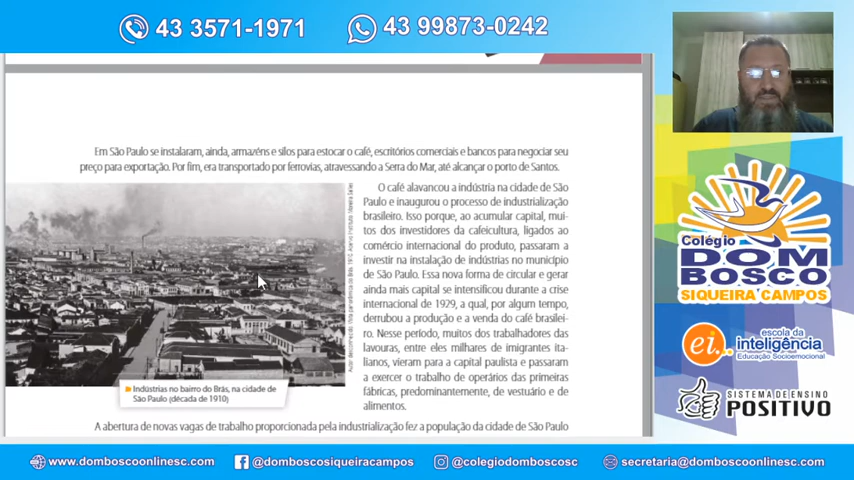 43 3571-1971
43 99873-0242
Em São Paulo se instalaram, ainda, armazéns e silos para estocar o café, escritórios comerciais e bancos para negociar seu
preço para exportação. Por fim, era transportado por ferrovias, atravessando a Serra do Mar, até alcançar o porto de Santos.
O café alavancou a indústria na cidade de São
Paulo e inaugurou o processo de industrialização
brasileiro. Isso porque, ao acumular capital, mui-
tos dos investidores da cafeicultura, ligados ao
comércio internacional do produto, passaram a
investir na instalação de indústrias no município
de São Paulo. Essa nova forma de circular e gerar
ainda mais capital se intensificou durante a crise
internacional de 1929, a qual, por algum tempo,
derrubou a produção e a venda do café brasilei-
ro. Nesse período, muitos dos trabalhadores das
lavouras, entre eles milhares de imigrantes ita-
lianos, vieram para a capital paulista e passaram
a exercer o trabalho de operários das primeiras
fábricas, predominantemente, de vestuário e de
alimentos.
Indústrias no bairro do Brás, na cidade de
São Paulo (década de 1910)
A abertura de novas vagas de trabalho proporcionada pela industrialização fez a população da cidade de São Paulo
Colégio
DOM
BOSCO
SIQUEIRA CAMPOS
ei.
escola da
inteligência
Educação Socioemocional
SISTEMA DE ENSINO
POSITIVO
www.domboscoonlinesc.com
@domboscosiqueiracampos
@colegiodomboscosc
secretaria@domboscoonlinesc.com